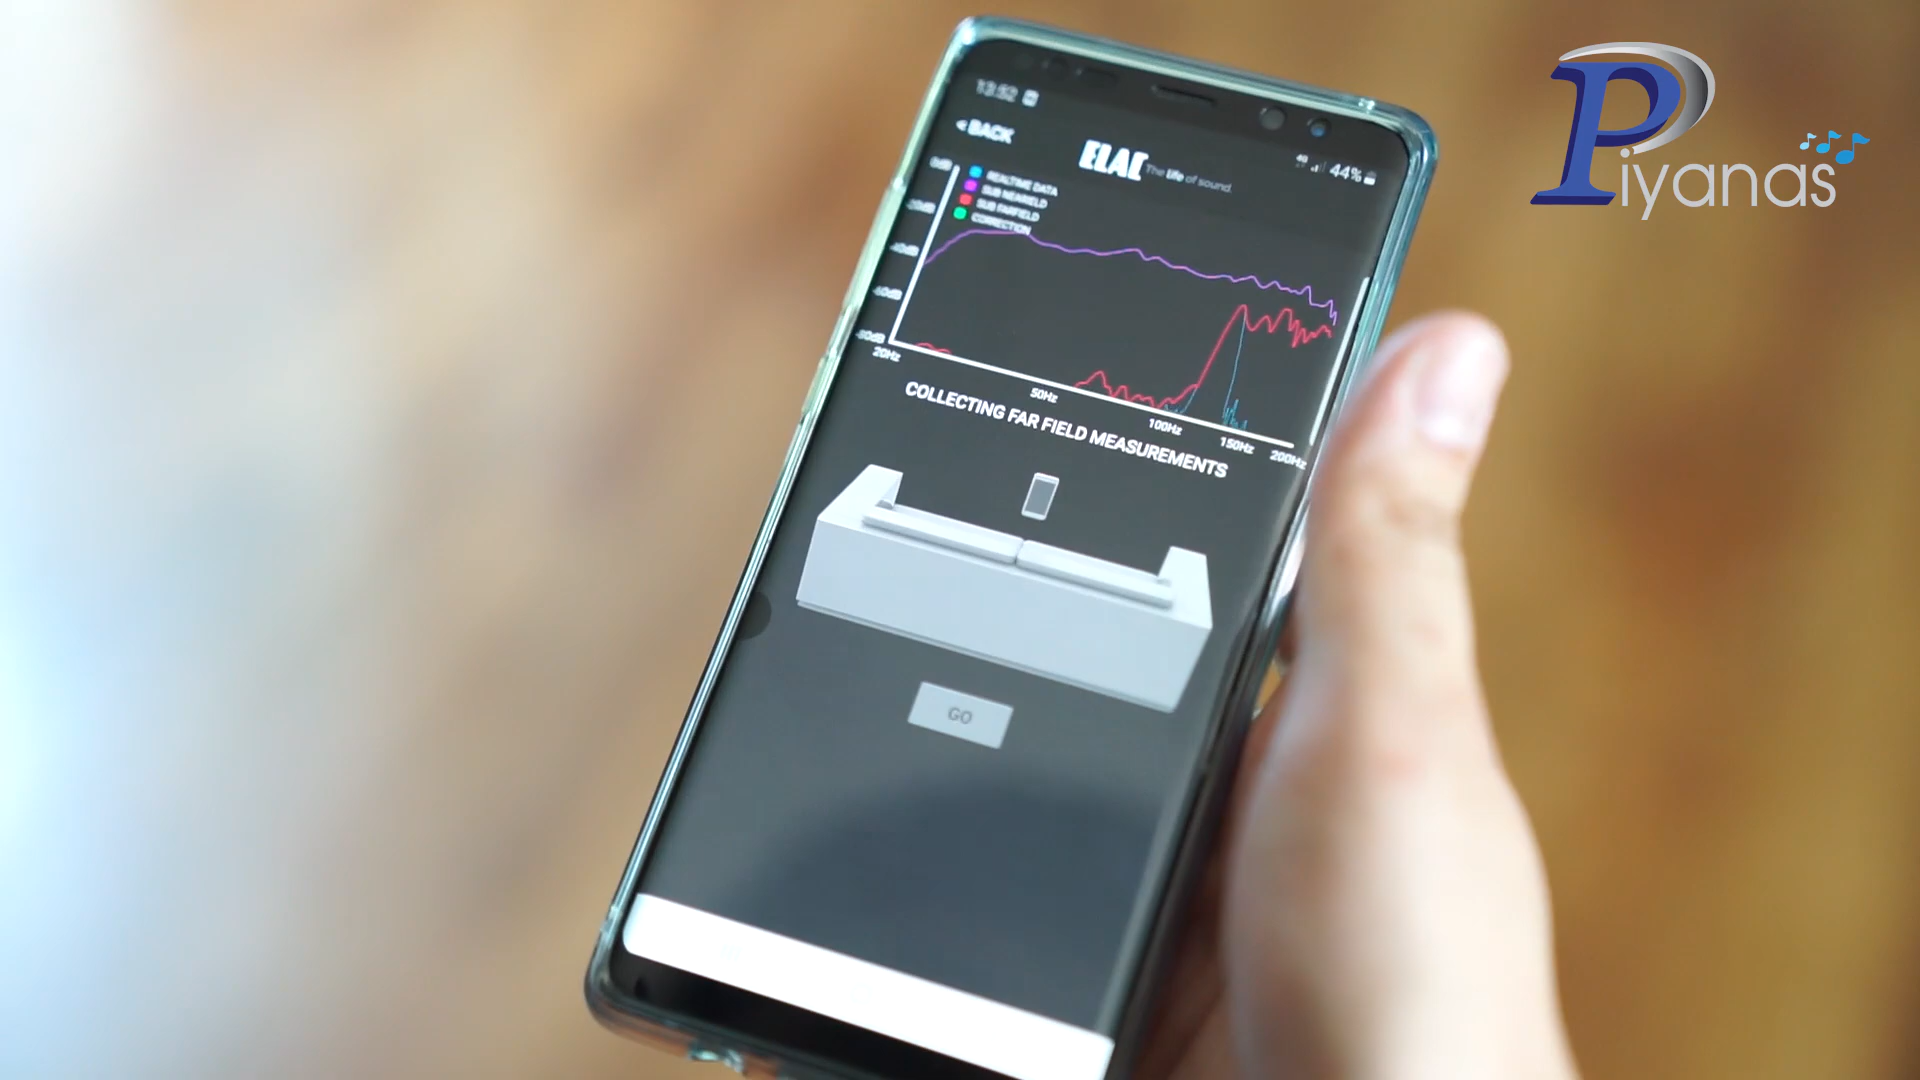 Piyanas
13:52
44%
< BACK
ELAC The life of sound
0dB
REALTIME DATA
SUB NEARFIELD
SUB FARFIELD
CORRECTION
-20dB
-40dB
-60dB
-80dB
20Hz
50Hz
100Hz
150Hz
200Hz
COLLECTING FAR FIELD MEASUREMENTS
GO